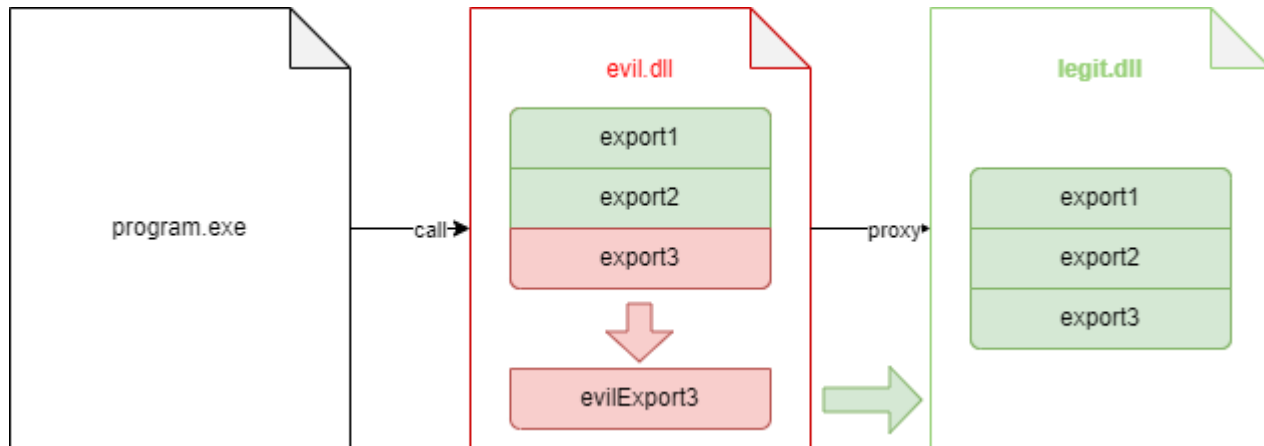 program.exe
call
evil.dll
export1
export2
export3
evilExport3
proxy
legit.dll
export1
export2
export3